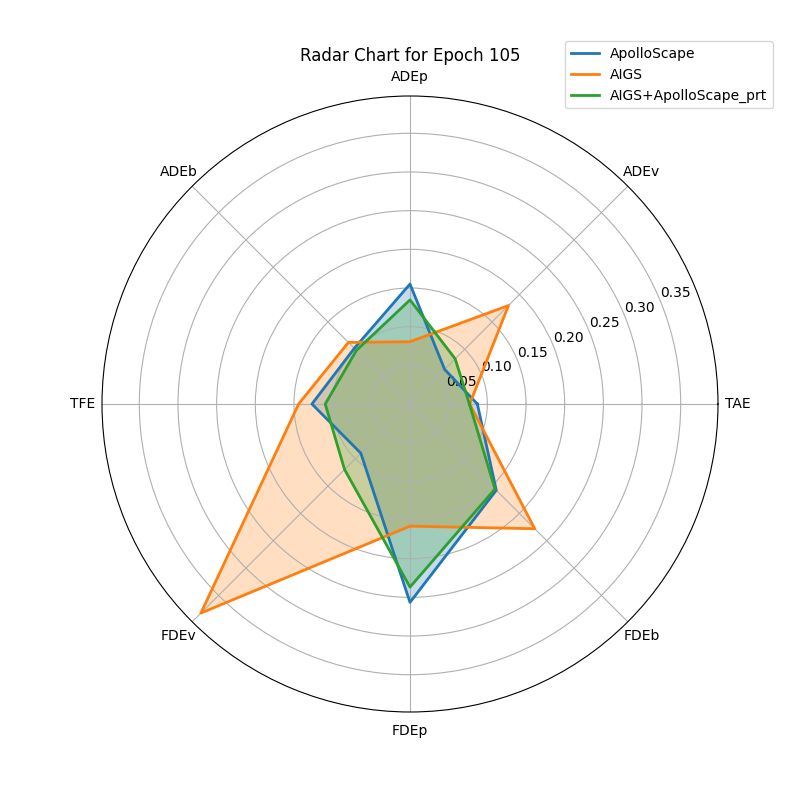 Radar Chart for Epoch 105
ApolloScape
AIGS
AIGS+ApolloScape_prt
ADEp
ADEb
ADEv
0.35
0.30
0.25
0.20
0.15
0.10
0.05
TFE
TAE
FDEv
FDEb
FDEp